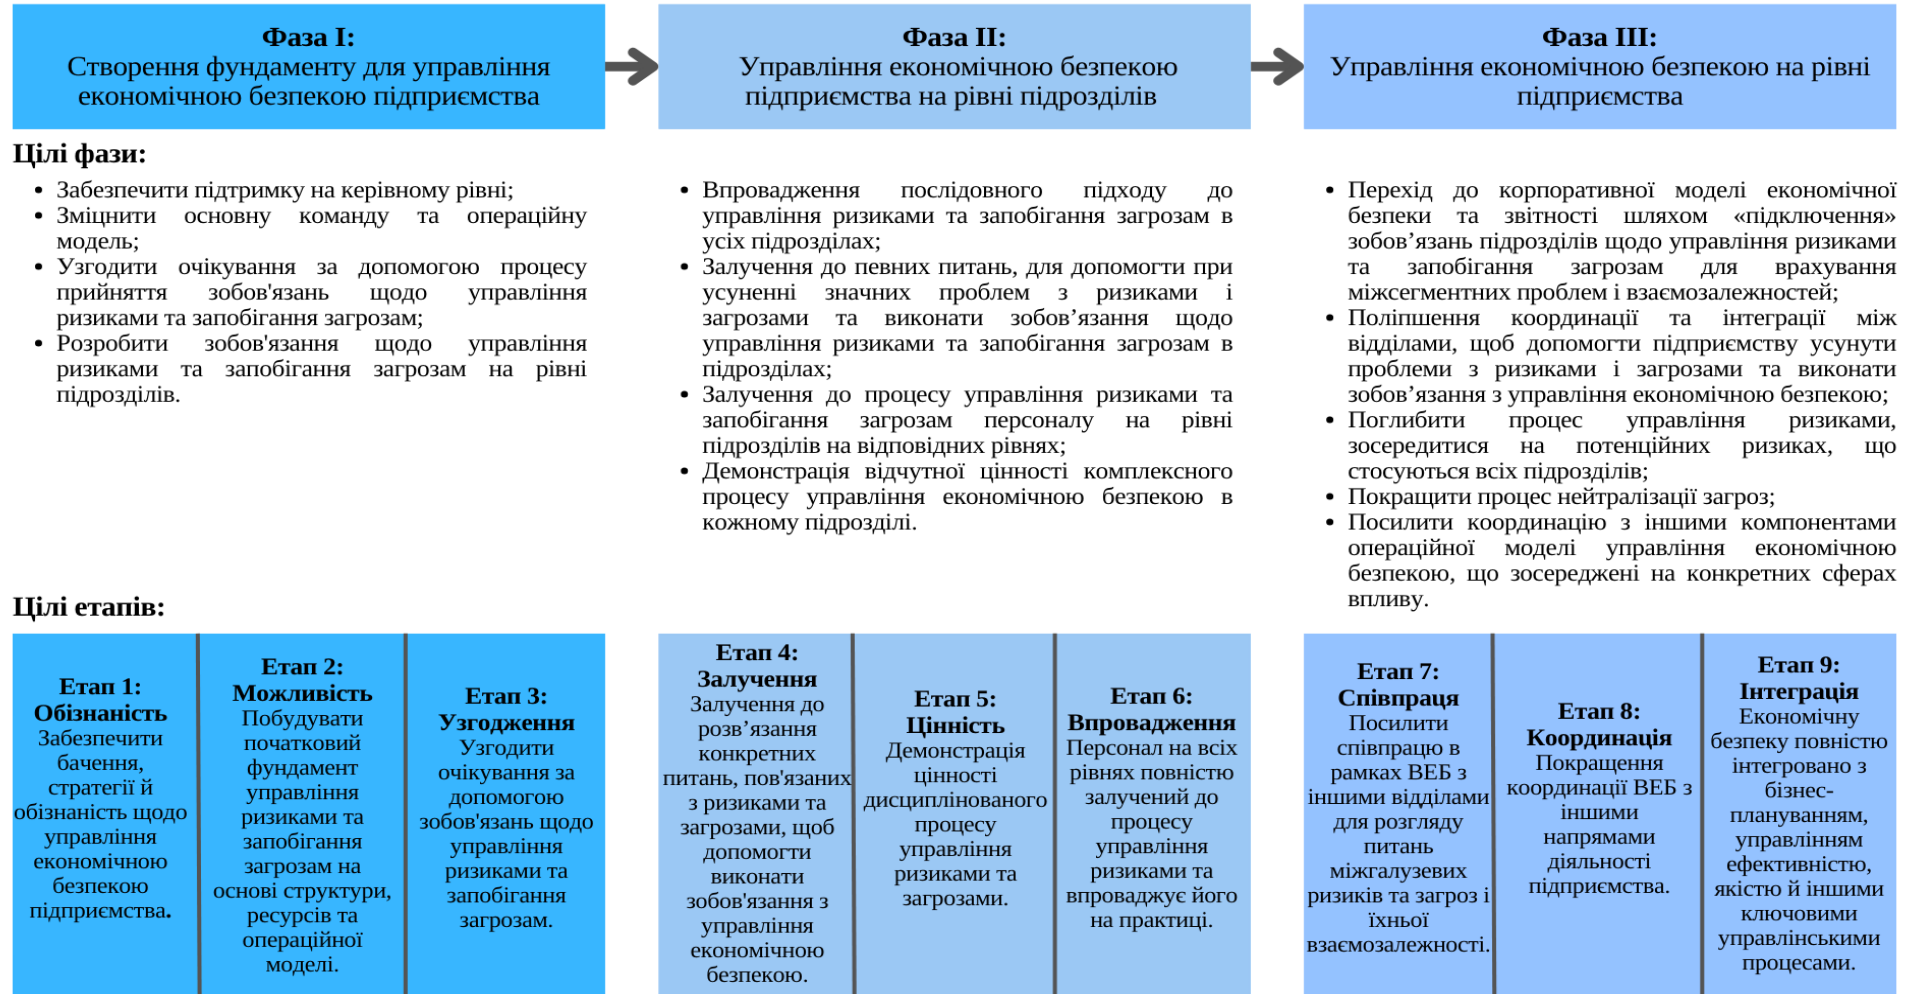 Фаза I:
Створення фундаменту для управління
економічною безпекою підприємства
Фаза II:
Управління економічною безпекою
підприємства на рівні підрозділів
Фаза III:
Управління економічною безпекою на рівні
підприємства
Цілі фази:
• Забезпечити підтримку на керівному рівні;
• Зміцнити основну команду та операційну
модель;
• Узгодити очікування за допомогою процесу
прийняття зобов'язань щодо управління
ризиками та запобігання загрозам;
• Розробити зобов'язання щодо управління
ризиками та запобігання загрозам на рівні
підрозділів.
• Впровадження послідовного підходу до
управління ризиками та запобігання загрозам в
усіх підрозділах;
• Залучення до певних питань, для допомогти при
усуненні значних проблем з ризиками і
загрозами та виконати зобов’язання щодо
управління ризиками та запобігання загрозам в
підрозділах;
• Залучення до процесу управління ризиками та
запобігання загрозам персоналу на рівні
підрозділів на відповідних рівнях;
• Демонстрація відчутної цінності комплексного
процесу управління економічною безпекою в
кожному підрозділі.
• Перехід до корпоративної моделі економічної
безпеки та звітності шляхом «підключення»
зобов’язань підрозділів щодо управління ризиками
та запобігання загрозам для врахування
міжсегментних проблем і взаємозалежностей;
• Поліпшення координації та інтеграції між
відділами, щоб допомогти підприємству усунути
проблеми з ризиками і загрозами та виконати
зобов’язання з управління економічною безпекою;
• Поглибити процес управління ризиками,
зосередитися на потенційних ризиках, що
стосуються всіх підрозділів;
• Покращити процес нейтралізації загроз;
• Посилити координацію з іншими компонентами
операційної моделі управління економічною
безпекою, що зосереджені на конкретних сферах
впливу.
Цілі етапів:
Етап 1:
Обізнаність
Забезпечити
бачення,
стратегії й
обізнаність щодо
управління
економічною
безпекою
підприємства.
Етап 2:
Можливість
Побудувати
початковий
фундамент
управління
ризиками та
запобігання
загрозам на
основі структури,
ресурсів та
операційної
моделі.
Етап 3:
Узгодження
Узгодити
очікування за
допомогою
зобов'язань щодо
управління
ризиками та
запобігання
загрозам.
Етап 4:
Залучення
Залучення до
розв’язання
конкретних
питань, пов'язаних
з ризиками та
загрозами, щоб
допомогти
виконати
зобов'язання з
управління
економічною
безпекою.
Етап 5:
Цінність
Демонстрація
цінності
дисциплінованого
процесу
управління
ризиками та
загрозами.
Етап 6:
Впровадження
Персонал на всіх
рівнях повністю
залучений до
процесу
управління
ризиками та
впроваджує його
на практиці.
Етап 7:
Співпраця
Посилити
співпрацю в
рамках ВЕБ з
іншими відділами
для розгляду
питань
міжгалузевих
ризиків та загроз і
їхньої
взаємозалежності.
Етап 8:
Координація
Покращення
координації ВЕБ з
іншими
напрямами
діяльності
підприємства.
Етап 9:
Інтеграція
Економічну
безпеку повністю
інтегровано з
бізнес-
плануванням,
управлінням
ефективністю,
якістю й іншими
ключовими
управлінськими
процесами.